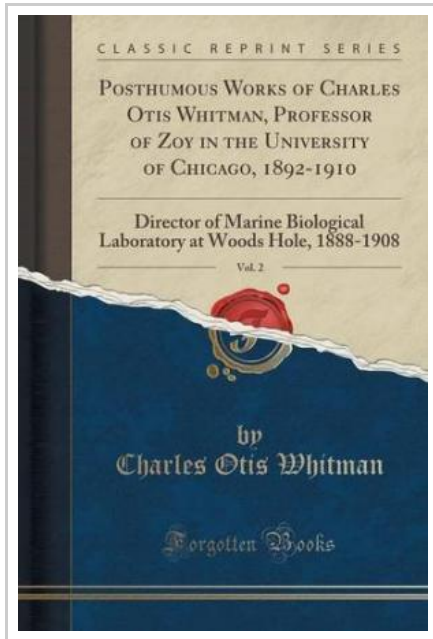 CLASSIC REPRINT SERIES
POSTHUMOUS WORKS OF CHARLES
OTIS WHITMAN, PROFESSOR
OF ZOY IN THE UNIVERSITY
OF CHICAGO, 1892-1910
Director of Marine Biological
Laboratory at Woods Hole, 1888-1908
Vol. 2
by
Charles Otis Whitman
Forgotten Books